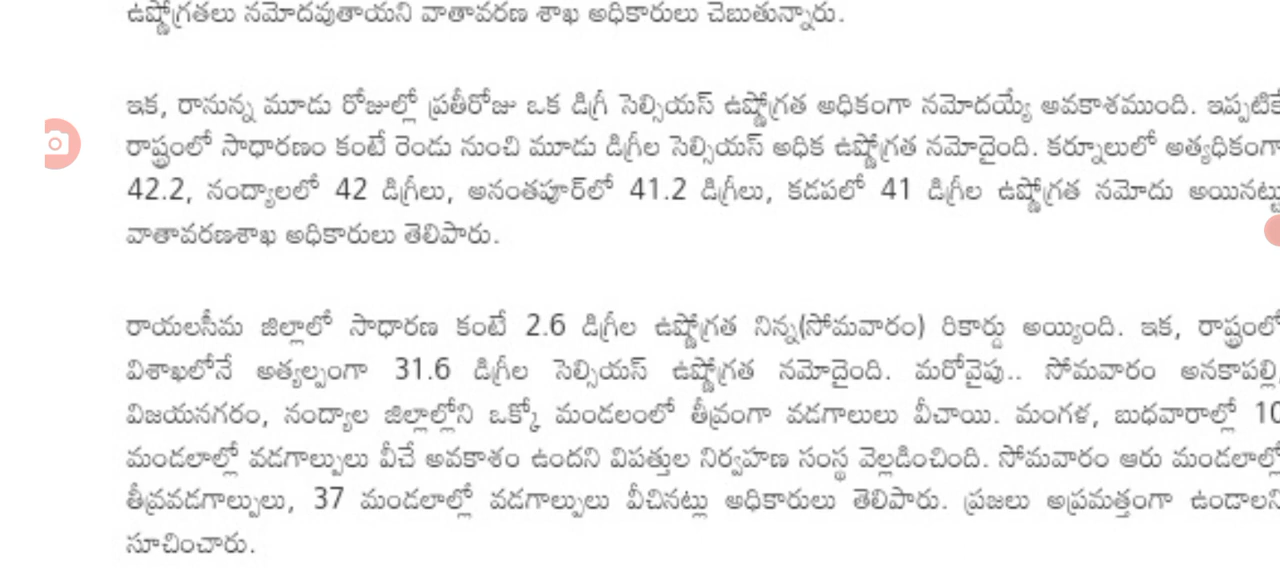 ఉష్ణోగ్రతలు నమోదవుతాయని వాతావరణ శాఖ అధికారులు చెబుతున్నారు.
ఇక, రానున్న మూడు రోజుల్లో ప్రతీరోజు ఒక డిగ్రీ సెల్సియస్ ఉష్ణోగ్రత అధికంగా నమోదయ్యే అవకాశముంది. ఇప్పటికే
రాష్ట్రంలో సాధారణం కంటే రెండు నుంచి మూడు డిగ్రీల సెల్సియస్ అధిక ఉష్ణోగ్రత నమోదైంది. కర్నూలులో అత్యధికంగా
42.2, నంద్యాలలో 42 డిగ్రీలు, అనంతపూర్‌లో 41.2 డిగ్రీలు, కడపలో 41 డిగ్రీల ఉష్ణోగ్రత నమోదు అయినట్టు
వాతావరణశాఖ అధికారులు తెలిపారు.
రాయలసీమ జిల్లాలో సాధారణ కంటే 2.6 డిగ్రీల ఉష్ణోగ్రత నిన్న(సోమవారం) రికార్డు అయ్యింది. ఇక, రాష్ట్రంలో
విశాఖలోనే అత్యల్పంగా 31.6 డిగ్రీల సెల్సియస్ ఉష్ణోగ్రత నమోదైంది. మరోవైపు.. సోమవారం అనకాపల్లి,
విజయనగరం, నంద్యాల జిల్లాల్లోని ఒక్కో మండలంలో తీవ్రంగా వడగాలులు వీచాయి. మంగళ, బుధవారాల్లో 10
మండలాల్లో వడగాల్పులు వీచే అవకాశం ఉందని విపత్తుల నిర్వహణ సంస్థ వెల్లడించింది. సోమవారం ఆరు మండలాల్లో
తీవ్రవడగాల్పులు, 37 మండలాల్లో వడగాల్పులు వీచినట్లు అధికారులు తెలిపారు. ప్రజలు అప్రమత్తంగా ఉండాలని
సూచించారు.